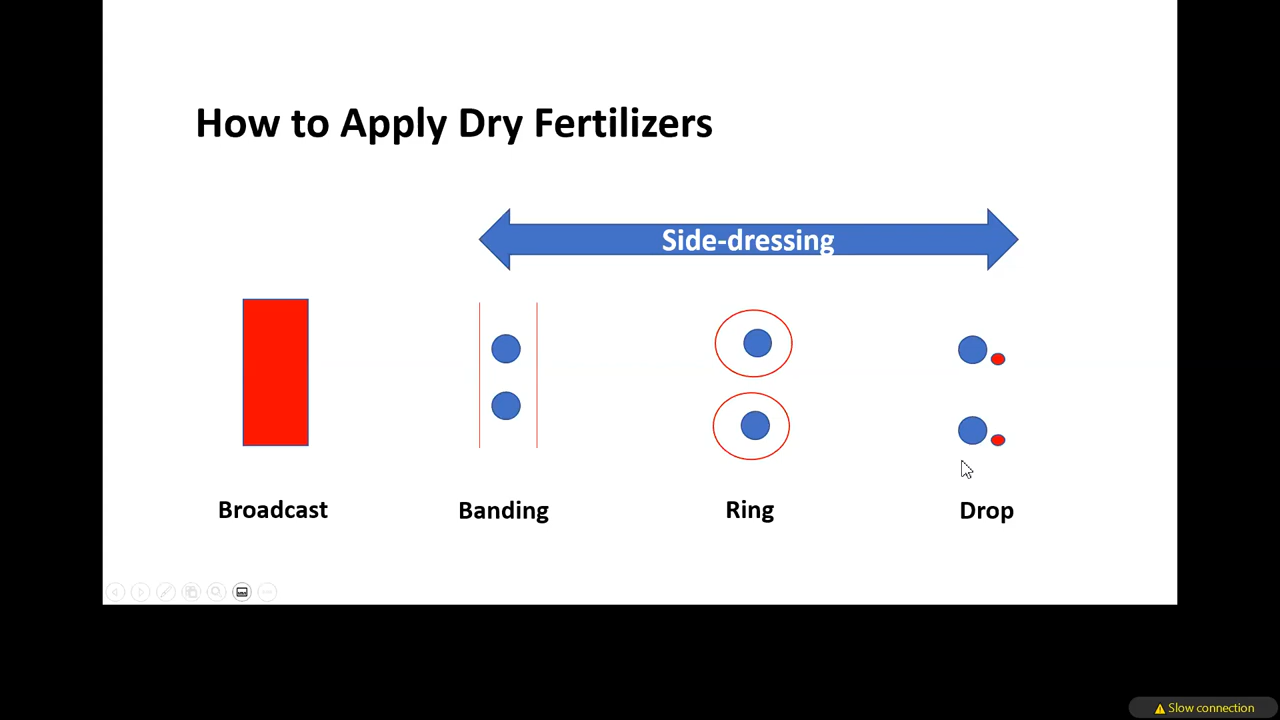 How to Apply Dry Fertilizers
Side-dressing
Broadcast
Banding
Ring
Drop
Slow connection